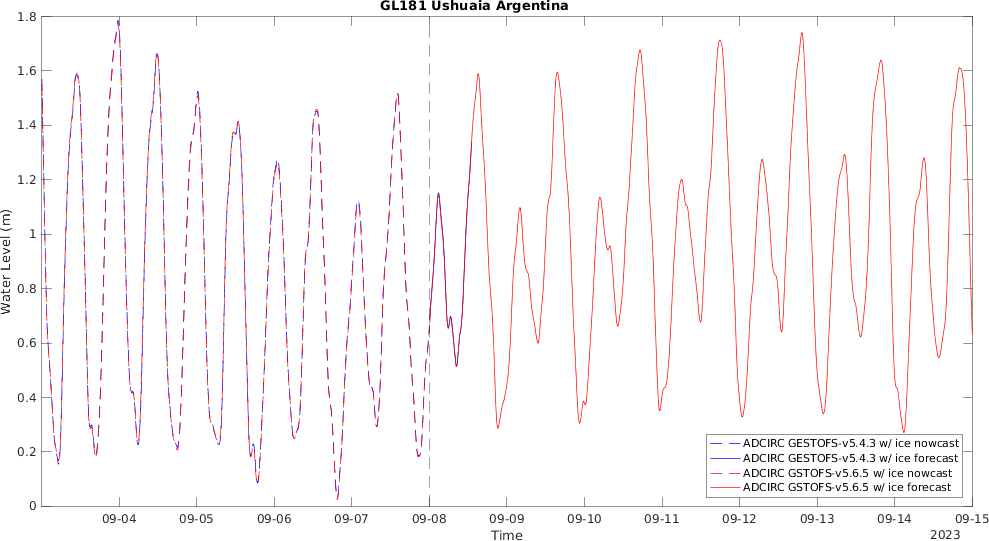 GL181 Ushuaia Argentina
1.8
1.6
1.4
1.2
1
0.8
0.6
0.4
0.2
0
Water Level (m)
09-04 09-05 09-06 09-07 09-08 09-09 09-10 09-11 09-12 09-13 09-14 09-15
Time
2023
ADCIRC GESTOFS-v5.4.3 w/ ice nowcast
ADCIRC GESTOFS-v5.4.3 w/ ice forecast
ADCIRC GSTOFS-v5.6.5 w/ ice nowcast
ADCIRC GSTOFS-v5.6.5 w/ ice forecast